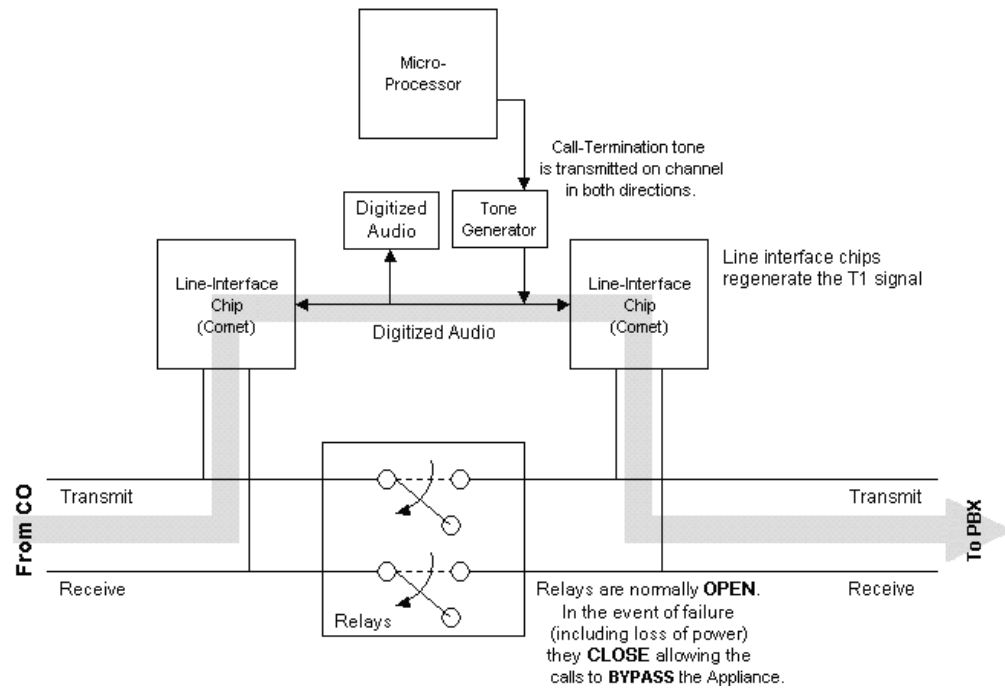 Micro-
Processor
Call-Termination tone
is transmitted on channel
in both directions.
Digitized
Audio
Tone
Generator
Line-Interface
Chip
(Comet)
Line-Interface
Chip
(Comet)
Line interface chips
regenerate the T1 signal
Digitized Audio
From CO
Transmit
Transmit
To PBX
Receive
Receive
Relays
Relays are normally OPEN.
In the event of failure
(including loss of power)
they CLOSE allowing the
calls to BYPASS the Appliance.